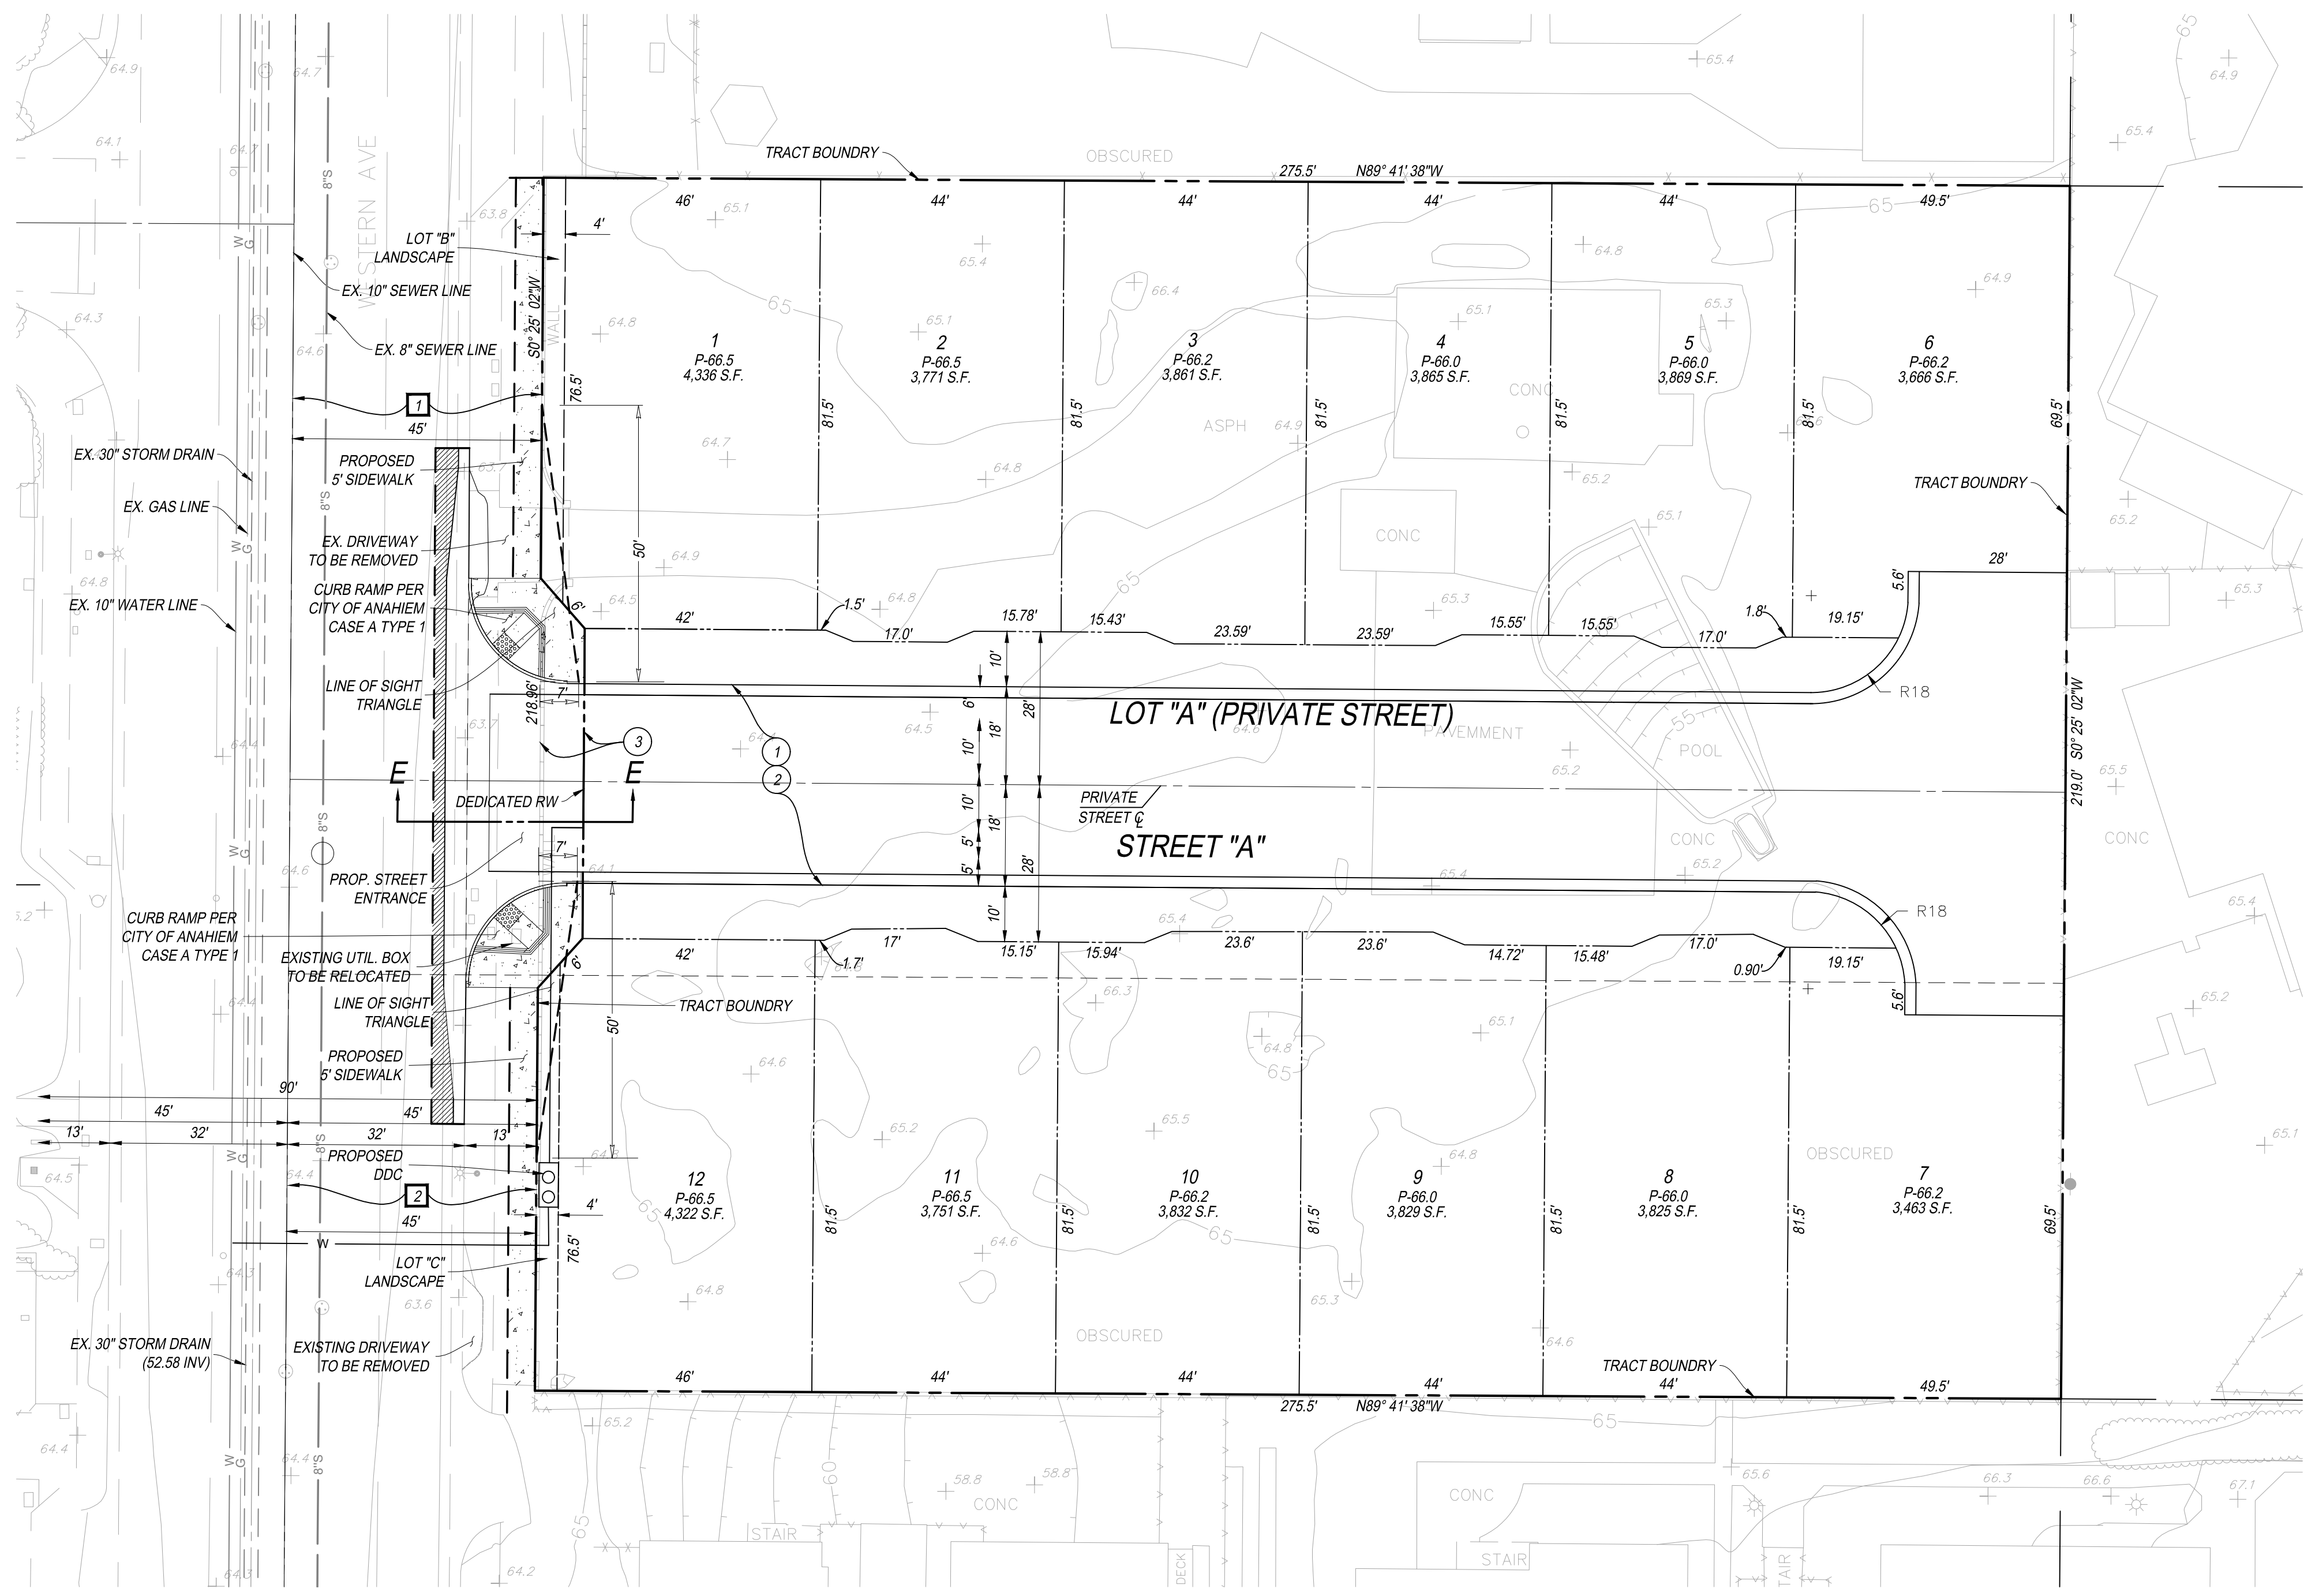 TRACT BOUNDRY
OBSCURED
275.5'
N89° 41' 38"W
46'
44'
44'
44'
44'
49.5'
4'
LOT "B"
LANDSCAPE
WESTERN AVE
8"S
EX. 10" SEWER LINE
EX. 8" SEWER LINE
S0° 25' 02"W
WALL
76.5'
1
P-66.5
4,336 S.F.
2
P-66.5
3,771 S.F.
3
P-66.2
3,861 S.F.
4
P-66.0
3,865 S.F.
5
P-66.0
3,869 S.F.
6
P-66.2
3,666 S.F.
81.5'
81.5'
81.5'
81.5'
81.5'
69.5'
1
45'
CONC
ASPH
CONC
EX. 30" STORM DRAIN
PROPOSED
5' SIDEWALK
EX. GAS LINE
EX. DRIVEWAY
TO BE REMOVED
CURB RAMP PER
CITY OF ANAHIEM
CASE A TYPE 1
EX. 10" WATER LINE
LINE OF SIGHT
TRIANGLE
TRACT BOUNDRY
50'
6'
42'
1.5'
17.0'
15.78'
15.43'
23.59'
23.59'
15.55'
15.55'
17.0'
1.8'
19.15'
5.6'
28'
R18
7'
218.96'
10'
6'
18'
28'
10'
LOT "A" (PRIVATE STREET)
PAVEMMENT
POOL
3
1
2
E
E
DEDICATED RW
PRIVATE
STREET ℄
STREET "A"
219.0' S0° 25' 02"W
CONC
CONC
10'
5'
5'
18'
28'
10'
7'
PROP. STREET
ENTRANCE
CURB RAMP PER
CITY OF ANAHIEM
CASE A TYPE 1
EXISTING UTIL. BOX
TO BE RELOCATED
LINE OF SIGHT
TRIANGLE
TRACT BOUNDRY
PROPOSED
5' SIDEWALK
50'
6'
42'
1.7'
17'
15.15'
15.94'
23.6'
23.6'
14.72'
15.48'
17.0'
0.90'
19.15'
5.6'
R18
90'
45'
45'
13'
32'
32'
13'
PROPOSED
DDC
2
45'
W
4'
76.5'
LOT "C"
LANDSCAPE
12
P-66.5
4,322 S.F.
11
P-66.5
3,751 S.F.
10
P-66.2
3,832 S.F.
9
P-66.0
3,829 S.F.
8
P-66.0
3,825 S.F.
7
P-66.2
3,463 S.F.
81.5'
81.5'
81.5'
81.5'
81.5'
69.5'
OBSCURED
OBSCURED
EX. 30" STORM DRAIN
(52.58 INV)
EXISTING DRIVEWAY
TO BE REMOVED
TRACT BOUNDRY
46'
44'
44'
44'
44'
49.5'
275.5'
N89° 41' 38"W
CONC
CONC
STAIR
DECK
STAIR